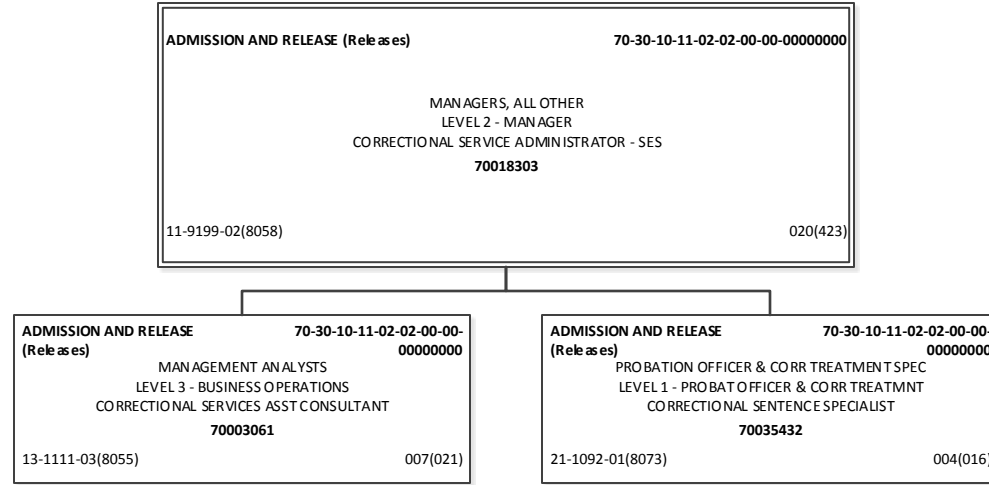 ADMISSION AND RELEASE (Releases) 70-30-10-11-02-02-00-00-00000000
MANAGERS, ALL OTHER
LEVEL 2 - MANAGER
CORRECTIONAL SERVICE ADMINISTRATOR - SES
70018303
11-9199-02(8058) 020(423)
ADMISSION AND RELEASE 70-30-10-11-02-02-00-00-
(Releases) 00000000
MANAGEMENT ANALYSTS
LEVEL 3 - BUSINESS OPERATIONS
CORRECTIONAL SERVICES ASST CONSULTANT
70003061
13-1111-03(8055) 007(021)
ADMISSION AND RELEASE 70-30-10-11-02-02-00-00-
(Releases) 00000000
PROBATION OFFICER & CORR TREATMENT SPEC
LEVEL 1 - PROBAT OFFICER & CORR TREATMNT
CORRECTIONAL SENTENCE SPECIALIST
70035432
21-1092-01(8073) 004(016)